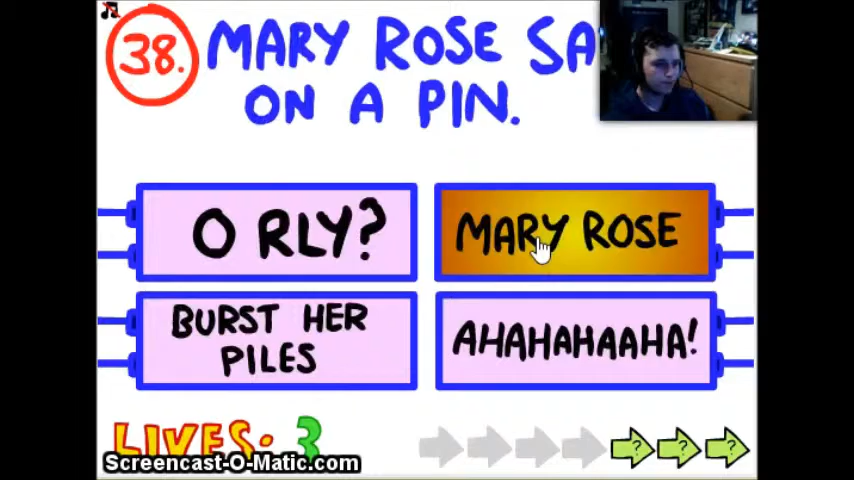 38. MARY ROSE SA
ON A PIN.
O RLY?
MARY ROSE
BURST HER
PILES
AHAHAHAAHA!
LIVES: 3
? ? ?
Screencast-O-Matic.com